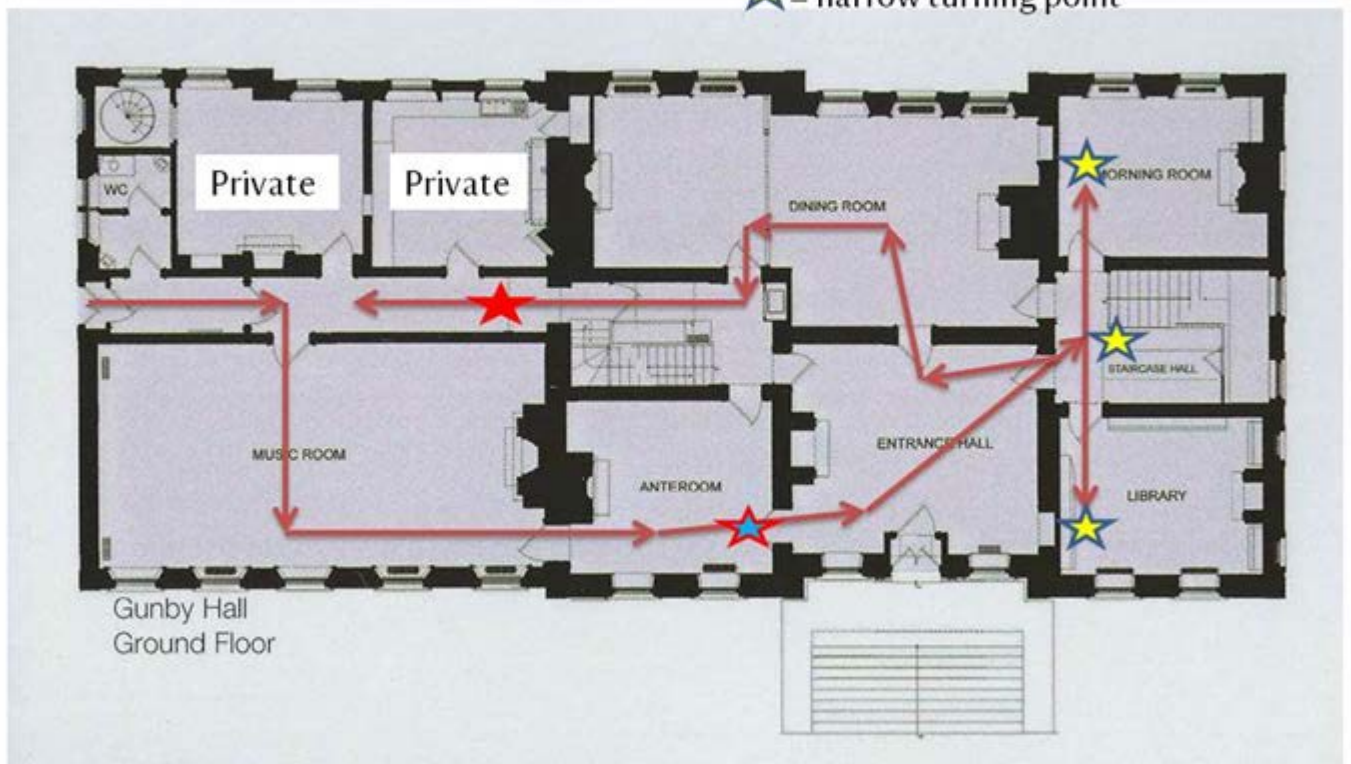 = narrow turning point
Private
Private
WC
MORNING ROOM
DINING ROOM
STAIRCASE HALL
MUSIC ROOM
ENTRANCE HALL
ANTEROOM
LIBRARY
Gunby Hall
Ground Floor